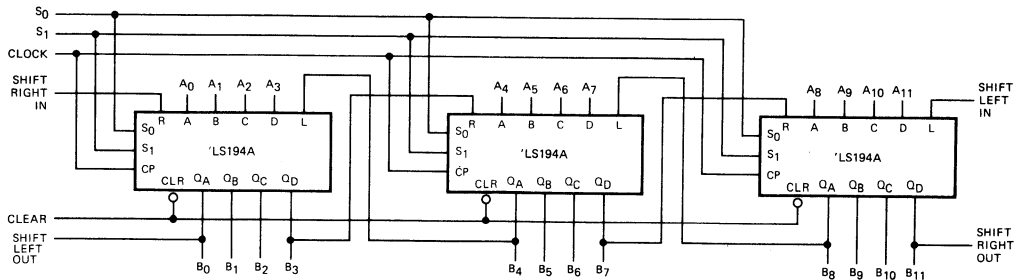 S0
S1
CLOCK
SHIFT RIGHT IN
A0 A1 A2 A3
A4 A5 A6 A7
A8 A9 A10 A11
SHIFT LEFT IN
R A B C D L
S0
S1
'LS194A
CP
CLR QA QB QC QD
R A B C D L
S0
S1
'LS194A
CP
CLR QA QB QC QD
R A B C D L
S0
S1
'LS194A
CP
CLR QA QB QC QD
CLEAR
SHIFT LEFT OUT
B0 B1 B2 B3
B4 B5 B6 B7
B8 B9 B10 B11
SHIFT RIGHT OUT